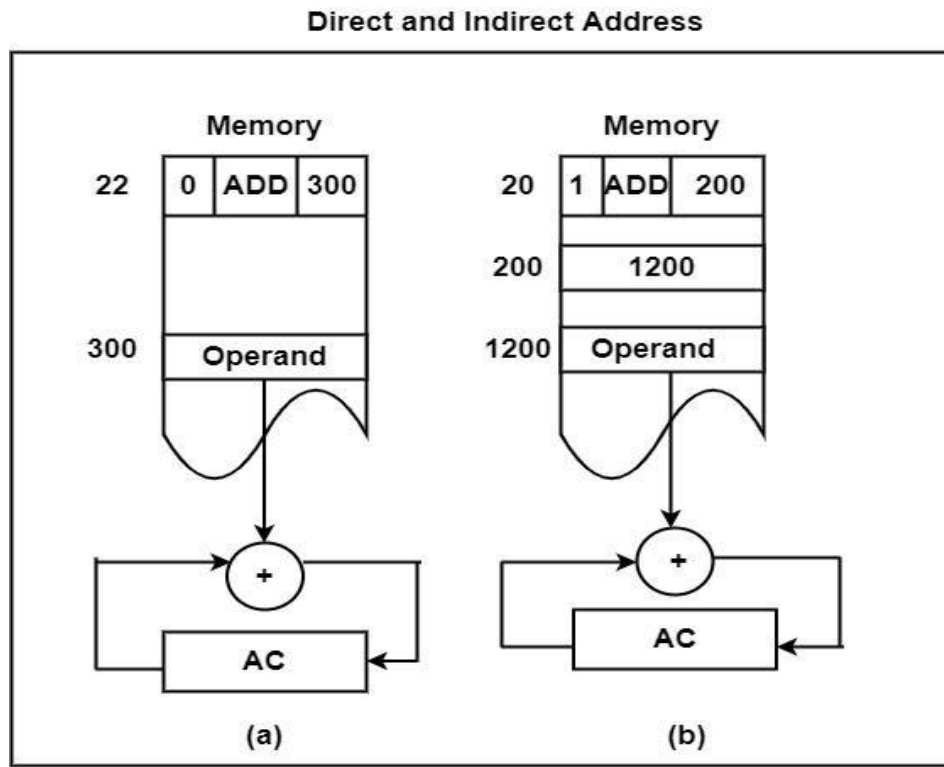 Direct and Indirect Address
Memory
22 0 ADD 300
300 Operand
+
AC
(a)
Memory
20 1 ADD 200
200 1200
1200 Operand
+
AC
(b)